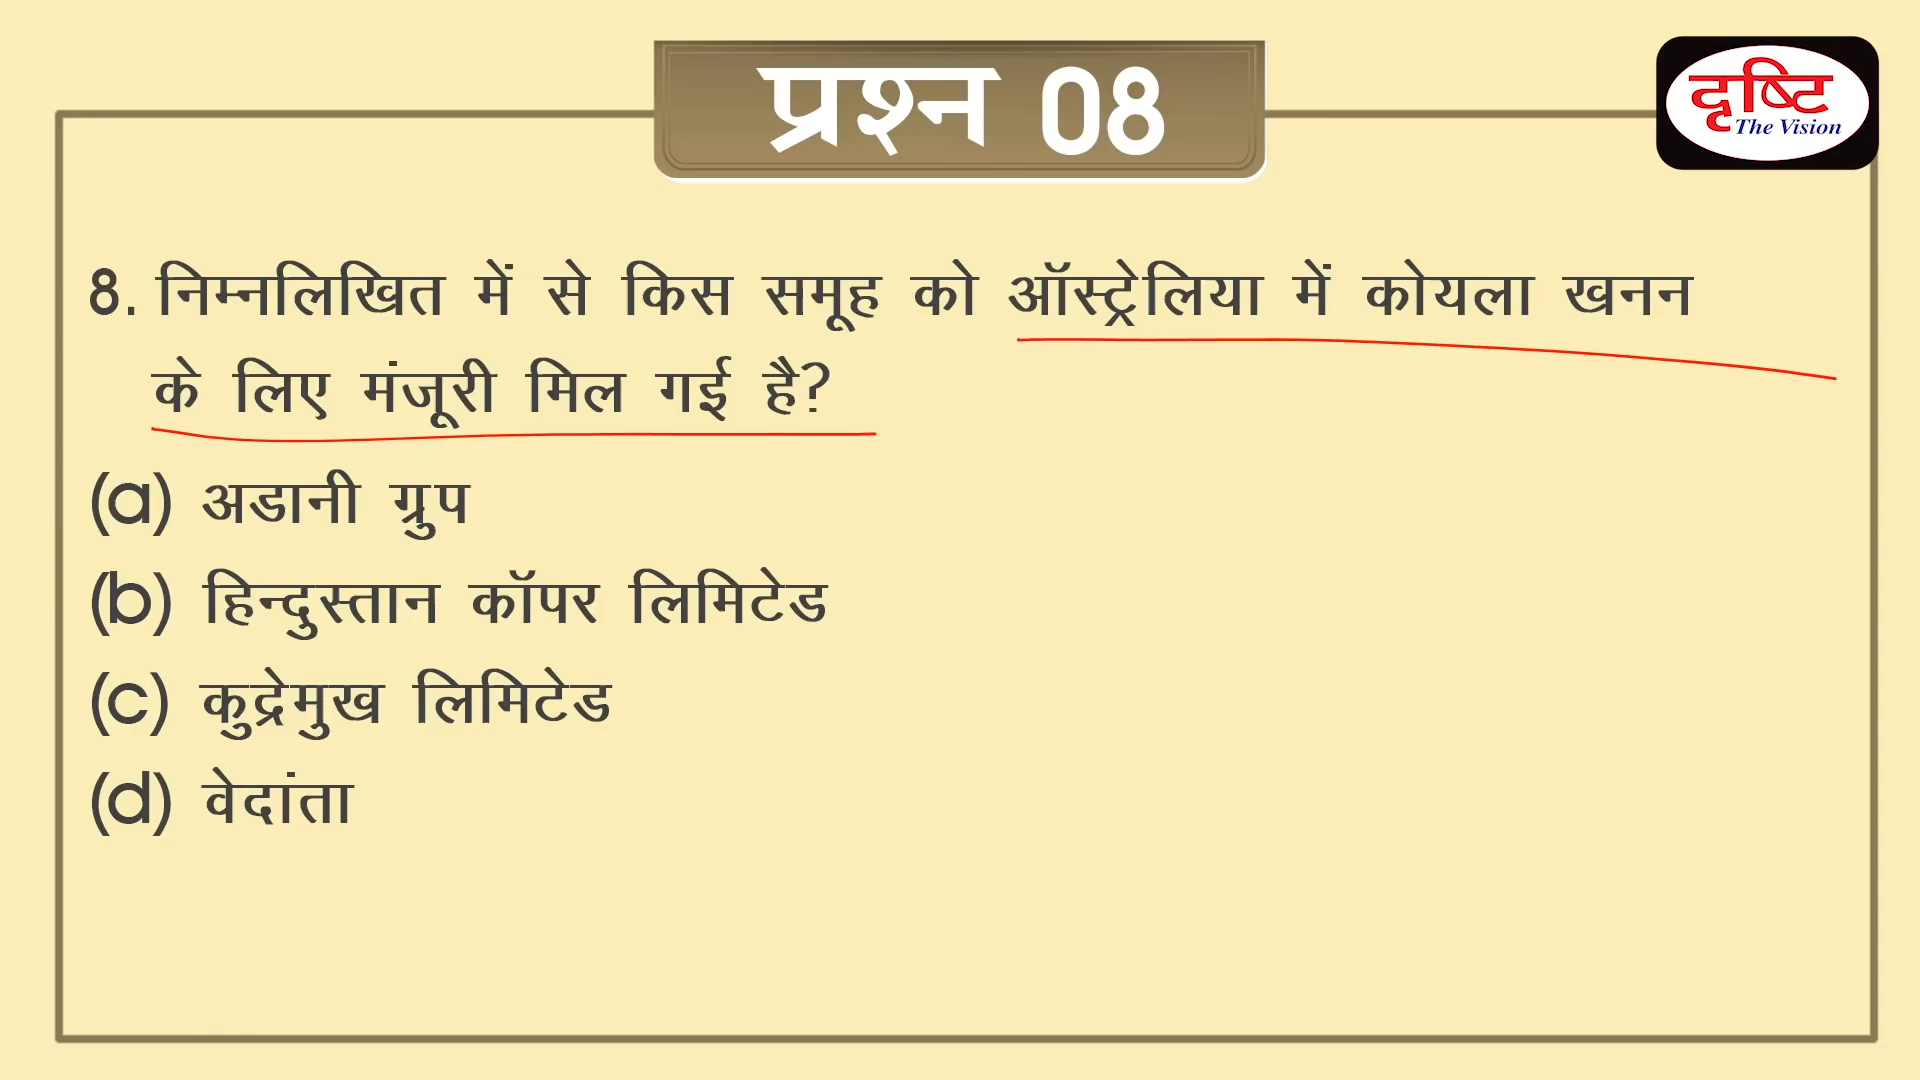 प्रश्न 08
दृष्टि
The Vision
8. निम्नलिखित में से किस समूह को ऑस्ट्रेलिया में कोयला खनन
के लिए मंजूरी मिल गई है?
(a) अडानी ग्रुप
(b) हिन्दुस्तान कॉपर लिमिटेड
(c) कुद्रेमुख लिमिटेड
(d) वेदांता